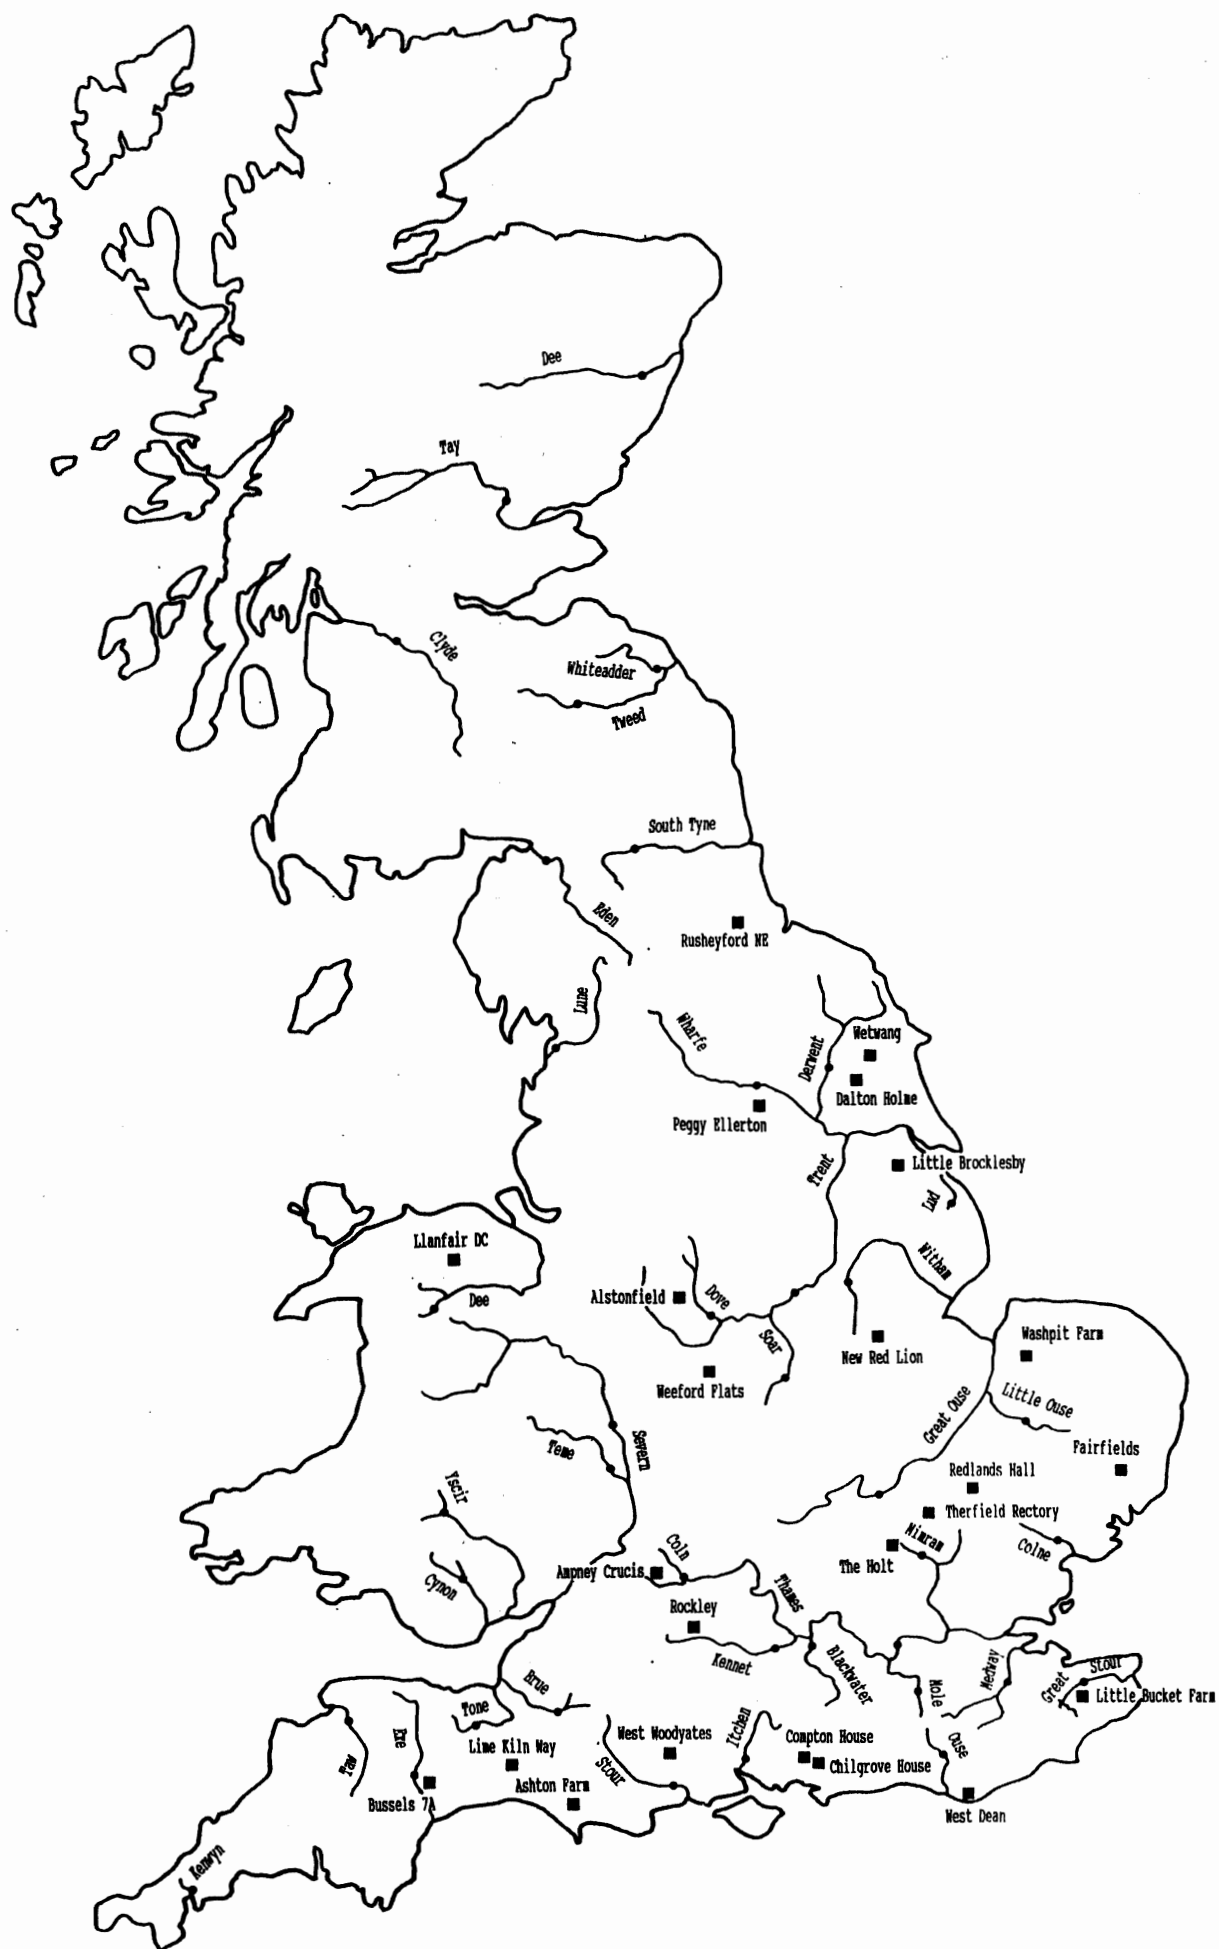 Dee
Tay
Clyde
Whiteadder
Tweed
South Tyne
Eden
Rusheyford NE
Lune
Wharfe
Derwent
Wetwang
Dalton Holme
Peggy Ellerton
Trent
Little Brocklesby
Lud
Llanfair DC
Witham
Dee
Alstonfield
Dove
Soar
New Red Lion
Washpit Farm
Weeford Flats
Great Ouse
Little Ouse
Severn
Teme
Fairfields
Redlands Hall
Yscir
Therfield Rectory
Nimram
Colne
The Holt
Coln
Ampney Crucis
Cynon
Thames
Rockley
Kennet
Blackwater
Mole
Medway
Great Stour
Little Bucket Farm
Brue
Tone
Exe
Taw
Lime Kiln Way
West Woodyates
Itchen
Compton House
Chilgrove House
Ouse
Stour
Ashton Farm
Bussels 7A
West Dean
Kenwyn